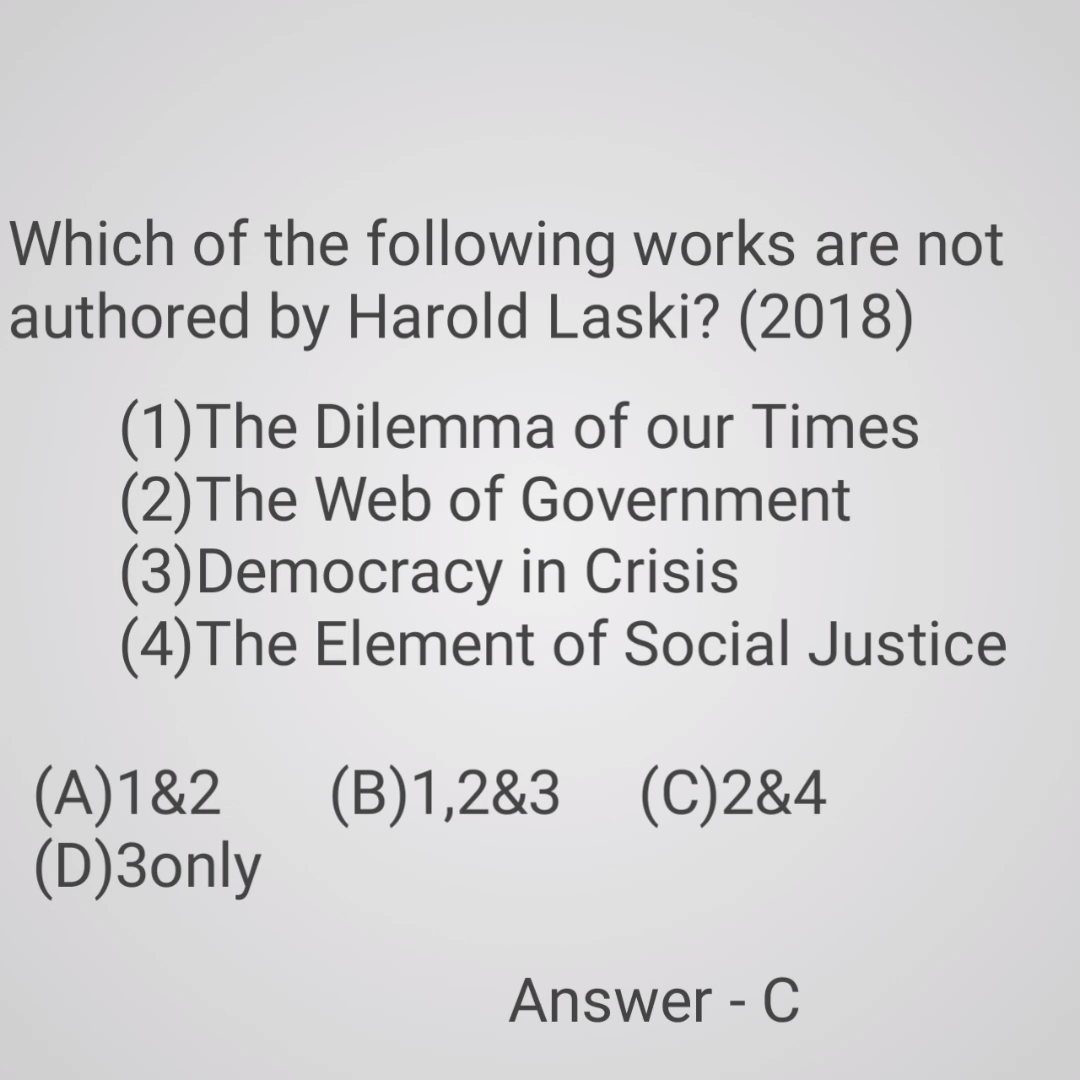 Which of the following works are not
authored by Harold Laski? (2018)
(1)The Dilemma of our Times
(2)The Web of Government
(3)Democracy in Crisis
(4)The Element of Social Justice
(A)1&2 (B)1,2&3 (C)2&4
(D)3only
Answer - C